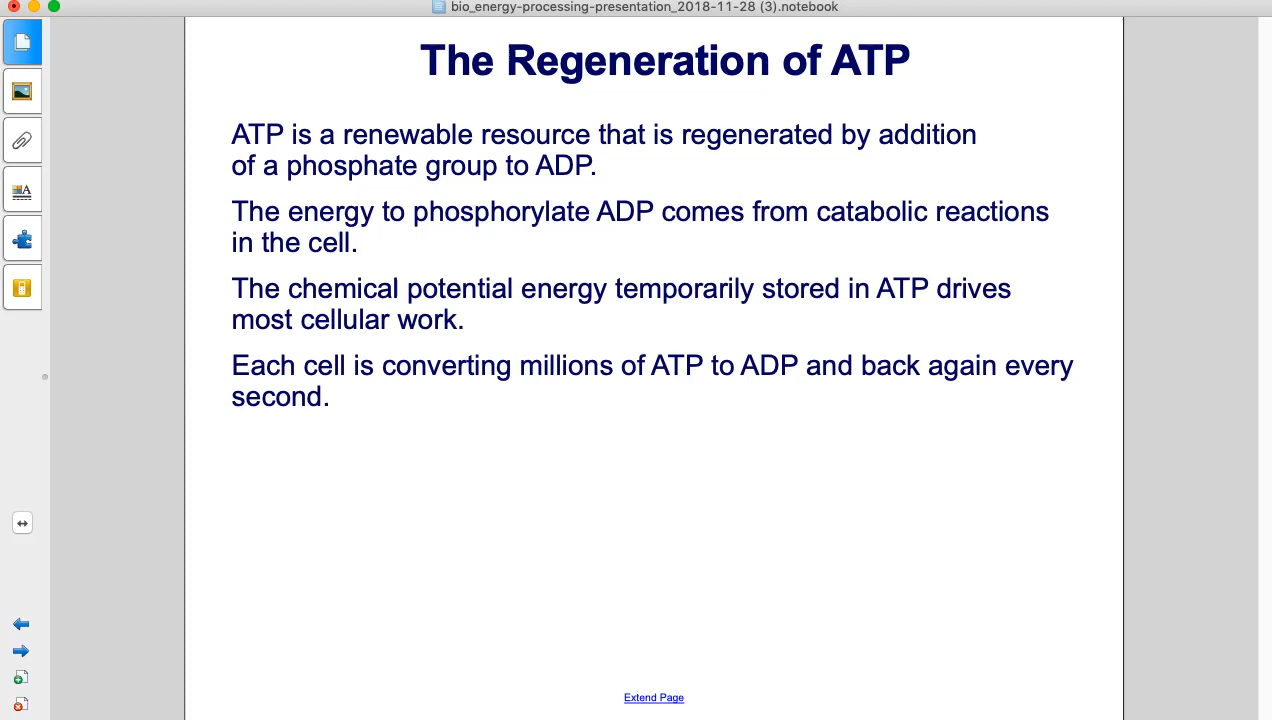 bio_energy-processing-presentation_2018-11-28 (3).notebook
The Regeneration of ATP
ATP is a renewable resource that is regenerated by addition
of a phosphate group to ADP.
The energy to phosphorylate ADP comes from catabolic reactions
in the cell.
The chemical potential energy temporarily stored in ATP drives
most cellular work.
Each cell is converting millions of ATP to ADP and back again every
second.
Extend Page